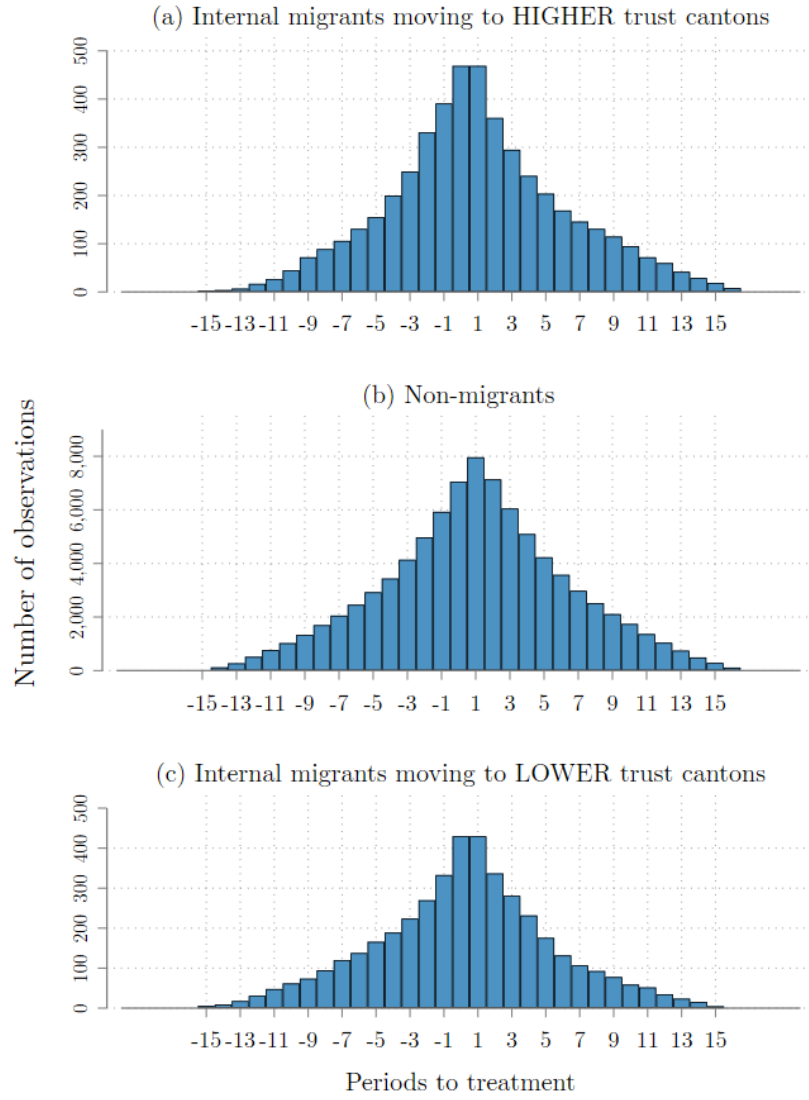 (a) Internal migrants moving to HIGHER trust cantons
500
400
300
200
100
0
-15 -13 -11 -9 -7 -5 -3 -1 1 3 5 7 9 11 13 15
(b) Non-migrants
Number of observations
8,000
6,000
4,000
2,000
0
-15 -13 -11 -9 -7 -5 -3 -1 1 3 5 7 9 11 13 15
(c) Internal migrants moving to LOWER trust cantons
500
400
300
200
100
0
-15 -13 -11 -9 -7 -5 -3 -1 1 3 5 7 9 11 13 15
Periods to treatment